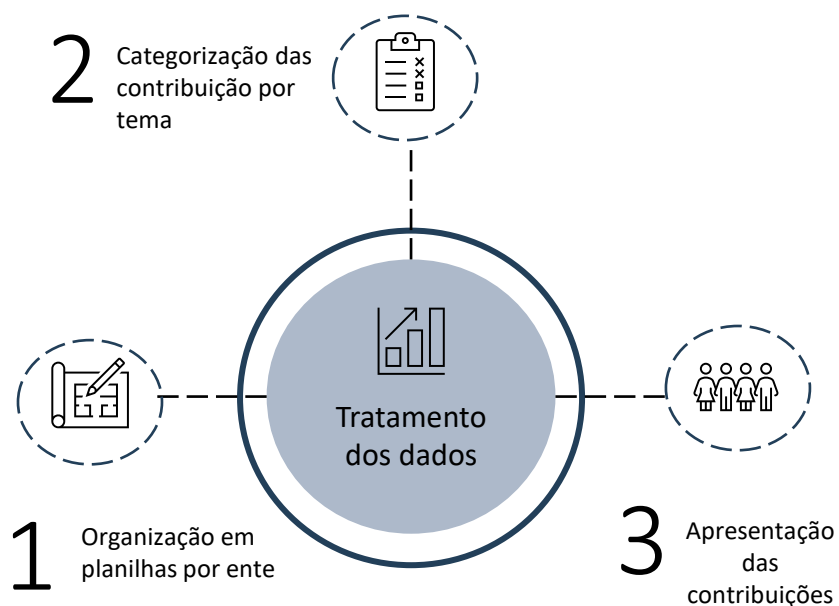 2
Categorização das
contribuição por
tema
Tratamento
dos dados
1
Organização em
planilhas por ente
3
Apresentação
das
contribuições